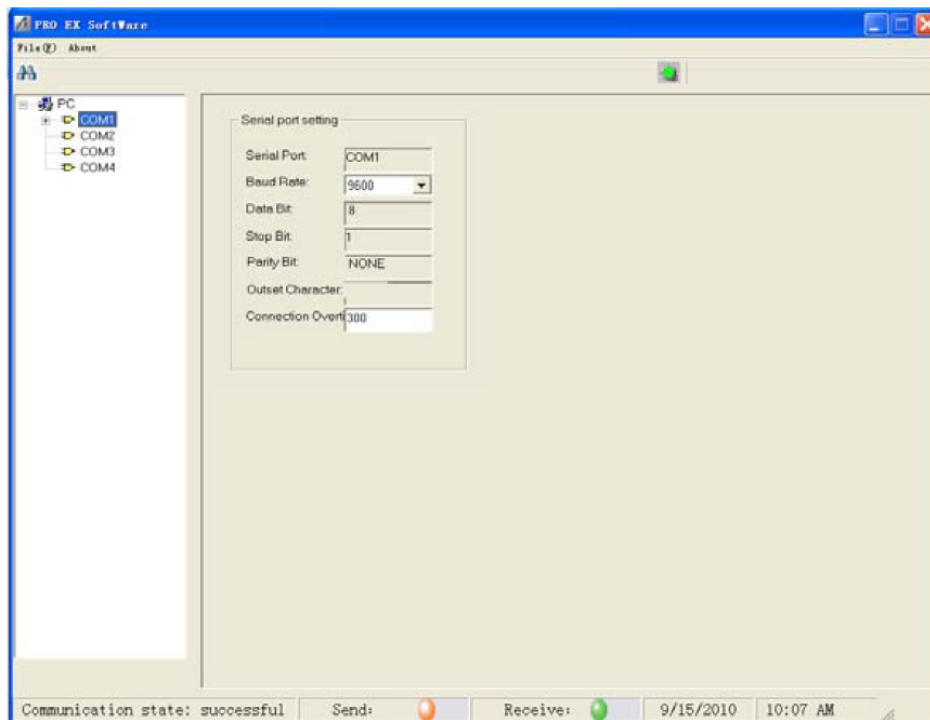 PRO EX SoftWare
File(F) About
PC
COM1
COM2
COM3
COM4
Serial port setting
Serial Port: COM1
Baud Rate: 9600
Data Bit: 8
Stop Bit: 1
Parity Bit: NONE
Outset Character:
Connection Overti 300
Communication state: successful Send: Receive: 9/15/2010 10:07 AM